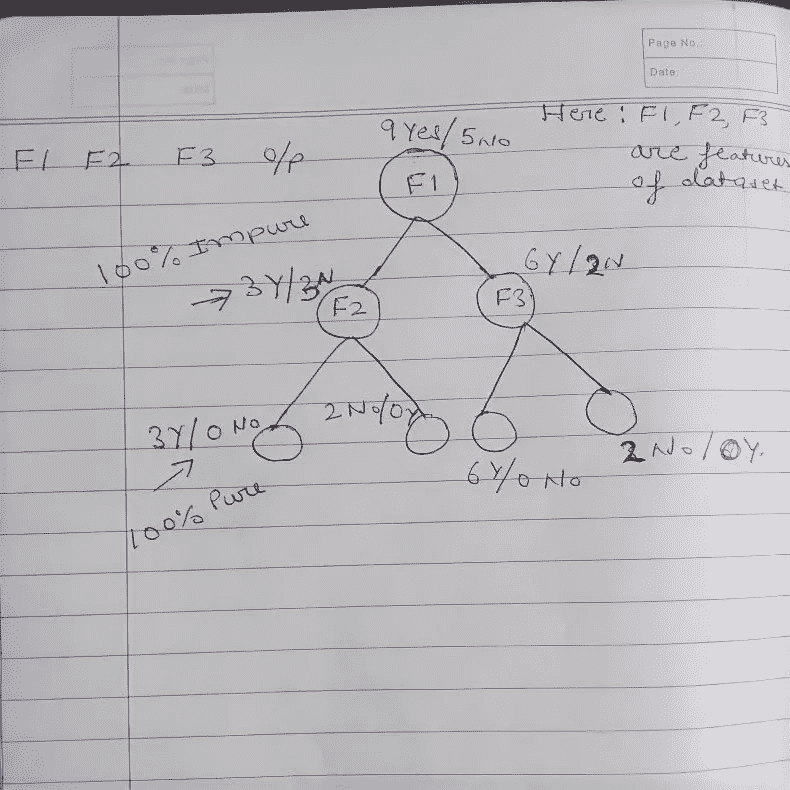 Page No.:
Date:
Here : F1, F2, F3
are features
of dataset
F1 F2 F3 o/p
9 Yes/5 No
F1
100% Impure
→ 3Y/3N
F2
6Y/2N
F3
3Y/0 No
2 No/0Y
6Y/0 No
2 No/0Y.
100% Pure